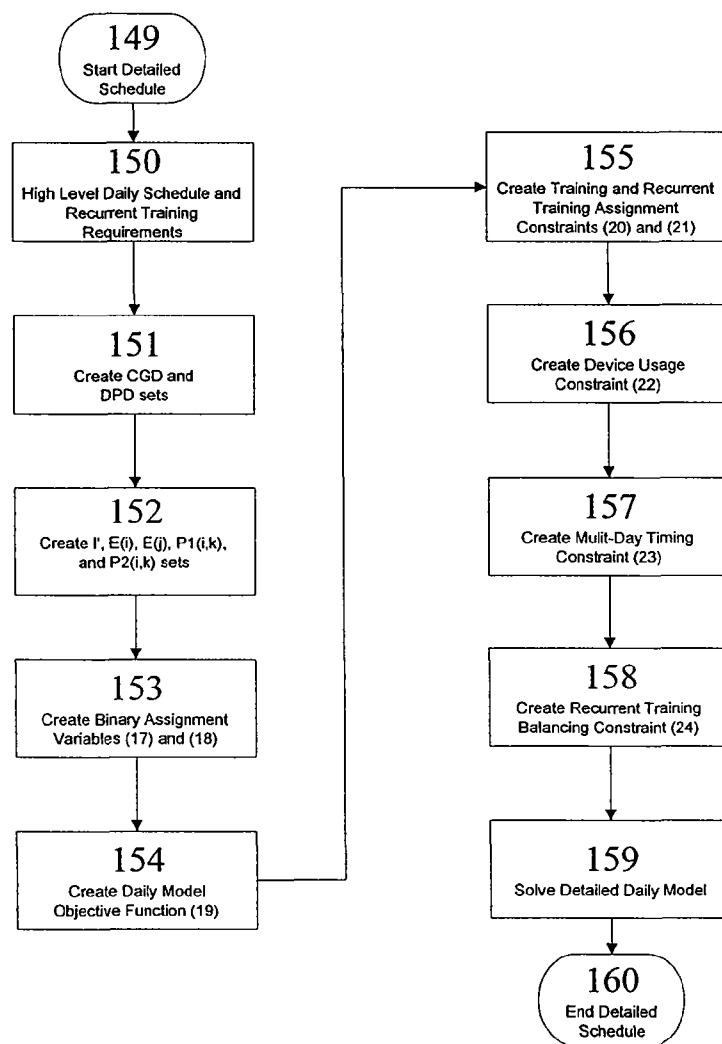 149
Start Detailed
Schedule
150
High Level Daily Schedule and
Recurrent Training
Requirements
151
Create CGD and
DPD sets
152
Create I', E(i), E(j), P1(i,k),
and P2(i,k) sets
153
Create Binary Assignment
Variables (17) and (18)
154
Create Daily Model
Objective Function (19)
155
Create Training and Recurrent
Training Assignment
Constraints (20) and (21)
156
Create Device Usage
Constraint (22)
157
Create Mulit-Day Timing
Constraint (23)
158
Create Recurrent Training
Balancing Constraint (24)
159
Solve Detailed Daily Model
160
End Detailed
Schedule